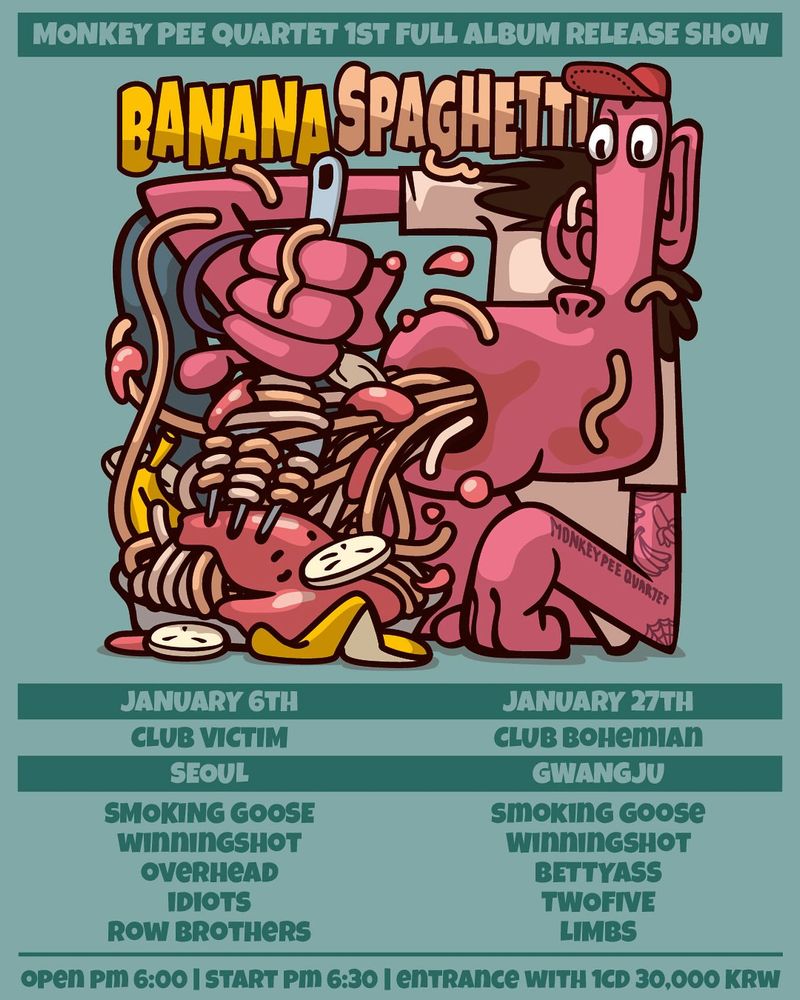 MONKEY PEE QUARTET 1ST FULL ALBUM RELEASE SHOW
BANANA SPAGHETTI
MONKEY PEE QUARTET
JANUARY 6TH
CLUB VICTIM
SEOUL
SMOKING GOOSE
WINNINGSHOT
OVERHEAD
IDIOTS
ROW BROTHERS
JANUARY 27TH
CLUB BOHEMIAN
GWANGJU
SMOKING GOOSE
WINNINGSHOT
BETTYASS
TWOFIVE
LIMBS
OPEN PM 6:00 | START PM 6:30 | ENTRANCE WITH 1CD 30,000 KRW